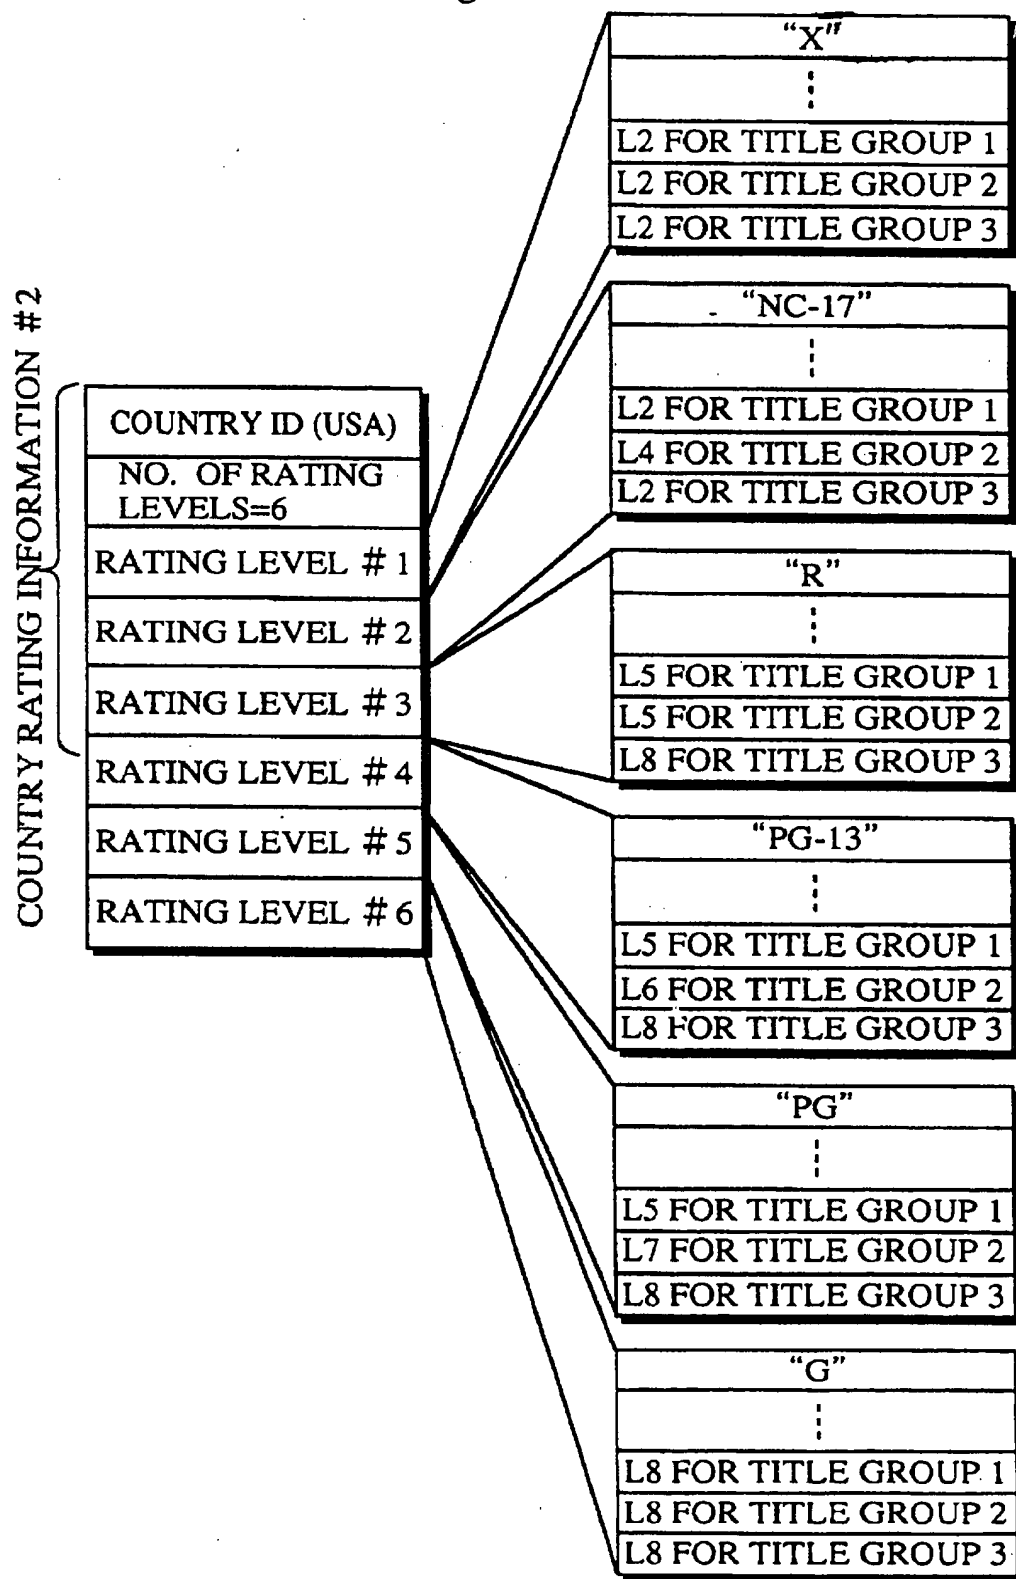 COUNTRY RATING INFORMATION #2
COUNTRY ID (USA)
NO. OF RATING
LEVELS=6
RATING LEVEL #1
RATING LEVEL #2
RATING LEVEL #3
RATING LEVEL #4
RATING LEVEL #5
RATING LEVEL #6
“X”
L2 FOR TITLE GROUP 1
L2 FOR TITLE GROUP 2
L2 FOR TITLE GROUP 3
“NC-17”
L2 FOR TITLE GROUP 1
L4 FOR TITLE GROUP 2
L2 FOR TITLE GROUP 3
“R”
L5 FOR TITLE GROUP 1
L5 FOR TITLE GROUP 2
L8 FOR TITLE GROUP 3
“PG-13”
L5 FOR TITLE GROUP 1
L6 FOR TITLE GROUP 2
L8 FOR TITLE GROUP 3
“PG”
L5 FOR TITLE GROUP 1
L7 FOR TITLE GROUP 2
L8 FOR TITLE GROUP 3
“G”
L8 FOR TITLE GROUP 1
L8 FOR TITLE GROUP 2
L8 FOR TITLE GROUP 3